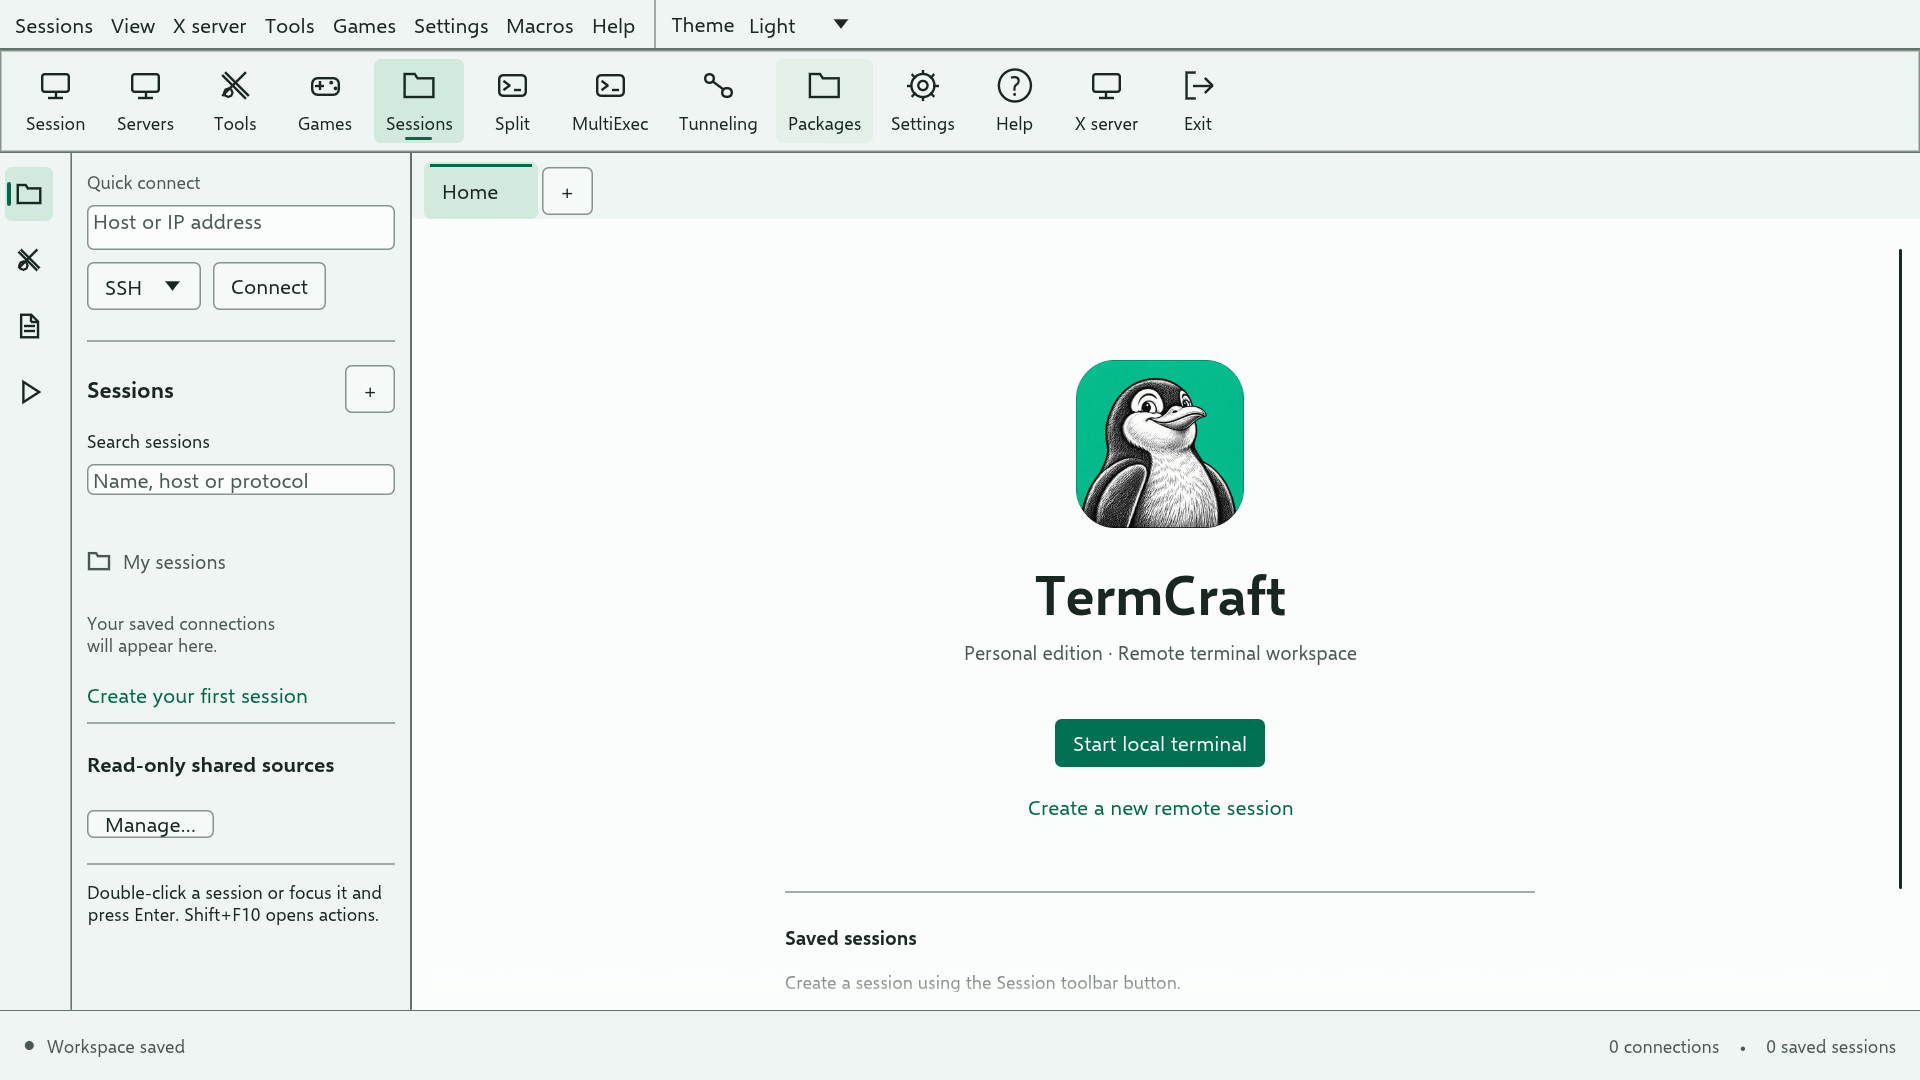 Sessions View X server Tools Games Settings Macros Help Theme Light
Session Servers Tools Games Sessions Split MultiExec Tunneling Packages Settings Help X server Exit
Quick connect
Host or IP address
SSH Connect
Sessions +
Search sessions
Name, host or protocol
My sessions
Your saved connections
will appear here.
Create your first session
Read-only shared sources
Manage...
Double-click a session or focus it and
press Enter. Shift+F10 opens actions.
Home +
TermCraft
Personal edition · Remote terminal workspace
Start local terminal
Create a new remote session
Saved sessions
Create a session using the Session toolbar button.
Workspace saved
0 connections • 0 saved sessions